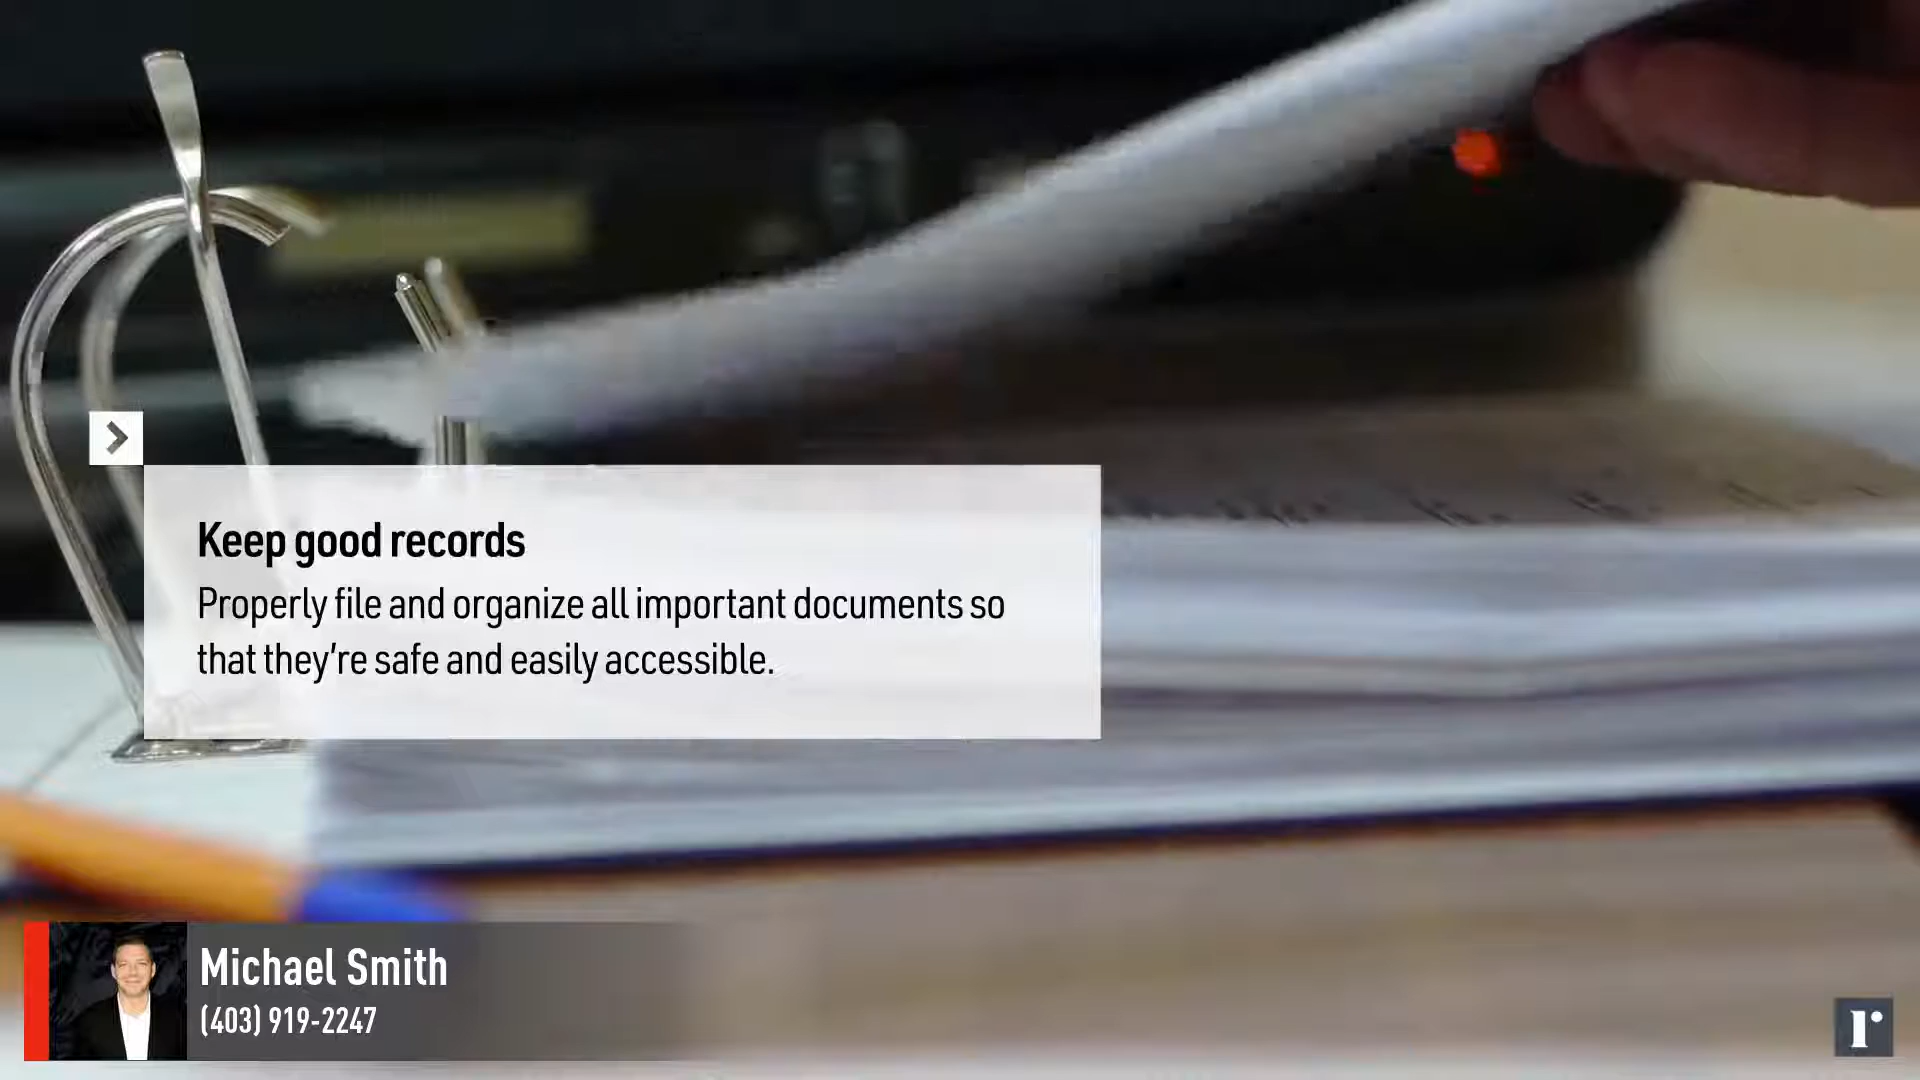 Keep good records
Properly file and organize all important documents so
that they're safe and easily accessible.
Michael Smith
(403) 919-2247
r